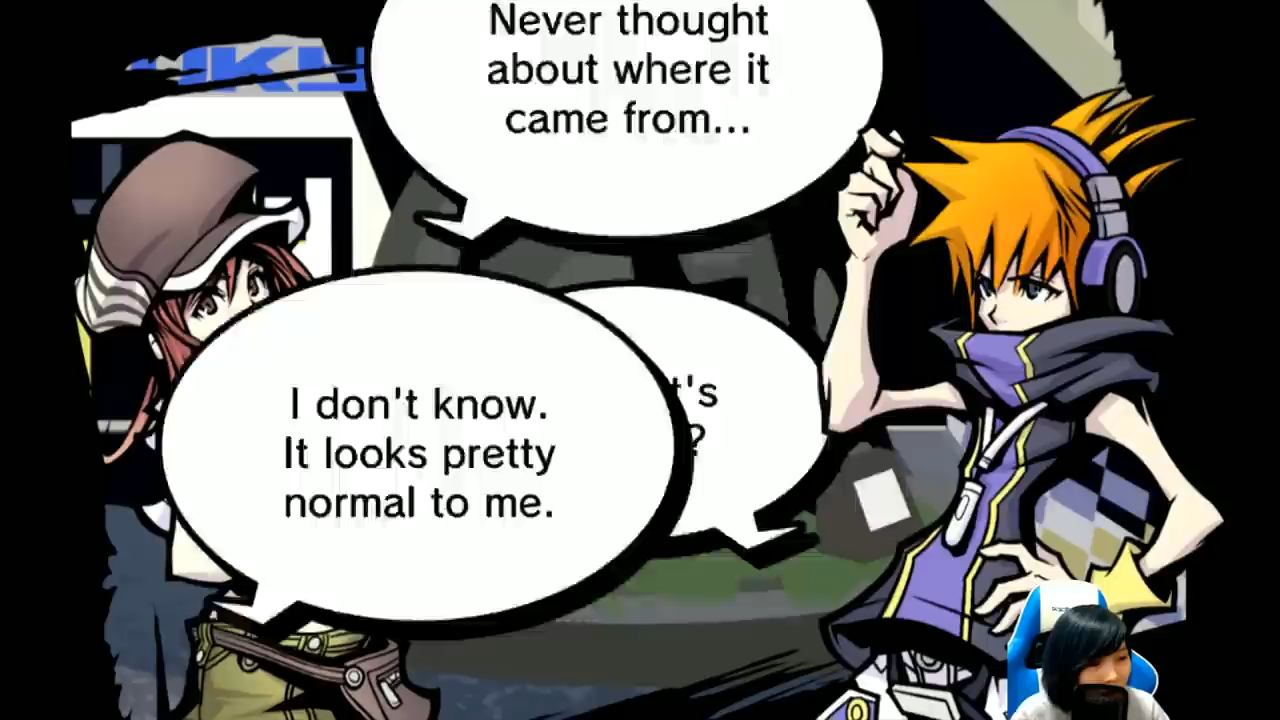 Never thought
about where it
came from...
t's
?
I don't know.
It looks pretty
normal to me.